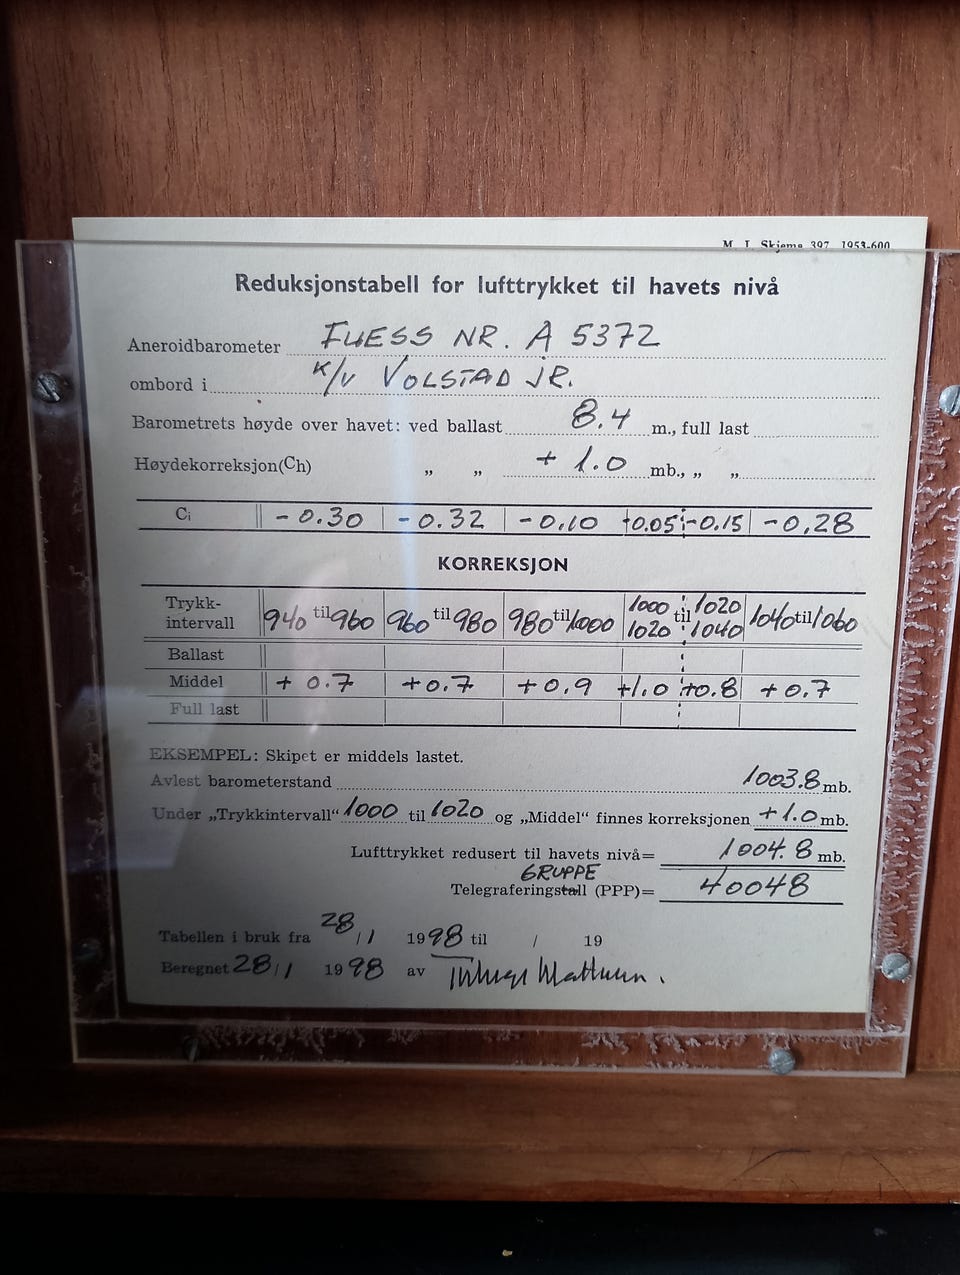 M. I. Skjema 397. 1953-600
Reduksjonstabell for lufttrykket til havets nivå
Aneroidbarometer FUESS NR. A 5372
ombord i K/V VOLSTAD JR.
Barometrets høyde over havet: ved ballast 8.4 m., full last
Høydekorreksjon(Ch) „ „ + 1.0 mb., „ „
Ci - 0.30 - 0.32 - 0.10 +0.05 -0.15 - 0.28
KORREKSJON
Trykk-intervall 940 til 960 960 til 980 980 til 1000 1000 til 1020 1020 til 1040 1040 til 1060
Ballast
Middel + 0.7 +0.7 + 0.9 +1.0 +0.8 + 0.7
Full last
EKSEMPEL: Skipet er middels lastet.
Avlest barometerstand 1003.8 mb.
Under „Trykkintervall“ 1000 til 1020 og „Middel“ finnes korreksjonen +1.0 mb.
Lufttrykket redusert til havets nivå= 1004.8 mb.
GRUPPE
Telegraferingstall (PPP)= 40048
Tabellen i bruk fra 28/1 1998 til / 19
Beregnet 28/1 1998 av